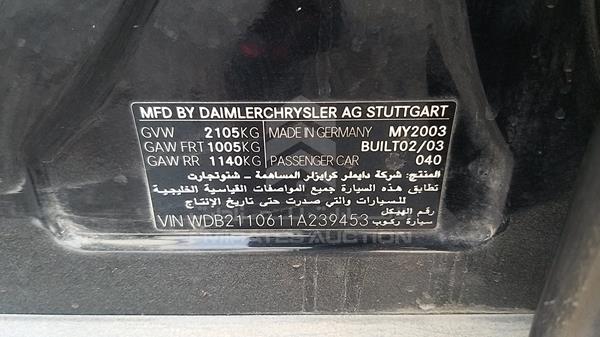 MFD BY DAIMLERCHRYSLER AG STUTTGART
GVW 2105KG MADE IN GERMANY MY2003
GAW FRT 1005KG BUILT02/03
GAW RR 1140KG PASSENGER CAR 040
المنتج: شركة دايملر كرايزلر المساهمة - شتوتجارت
تطابق هذه السيارة جميع المواصفات القياسية الخليجية
للسيارات والتي صدرت حتى تاريخ الإنتاج
رقم الهيكل
VIN WDB2110611A239453 سيارة ركوب
EMIRATES AUCTION